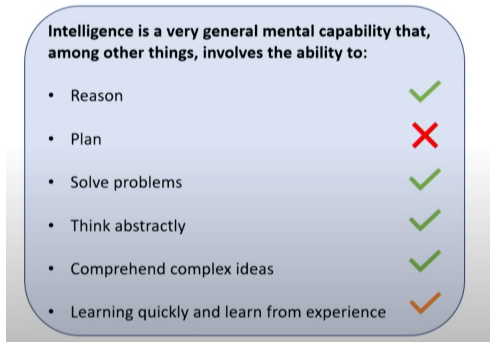 Intelligence is a very general mental capability that,
among other things, involves the ability to:
• Reason
• Plan
• Solve problems
• Think abstractly
• Comprehend complex ideas
• Learning quickly and learn from experience